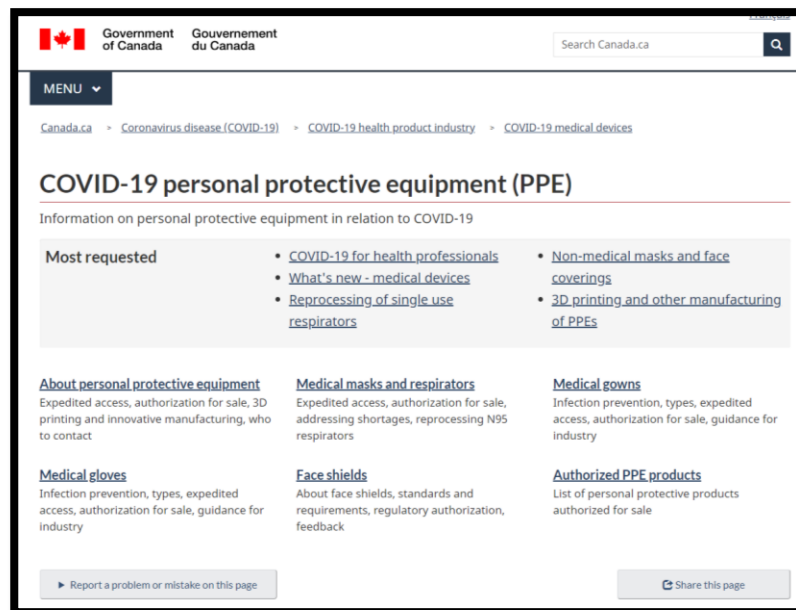 Français
Government of Canada
Gouvernement du Canada
Search Canada.ca
MENU
Canada.ca » Coronavirus disease (COVID-19) » COVID-19 health product industry » COVID-19 medical devices
COVID-19 personal protective equipment (PPE)
Information on personal protective equipment in relation to COVID-19
Most requested
• COVID-19 for health professionals
• What's new - medical devices
• Reprocessing of single use
respirators
• Non-medical masks and face
coverings
• 3D printing and other manufacturing
of PPEs
About personal protective equipment
Expedited access, authorization for sale, 3D
printing and innovative manufacturing, who
to contact
Medical masks and respirators
Expedited access, authorization for sale,
addressing shortages, reprocessing N95
respirators
Medical gowns
Infection prevention, types, expedited
access, authorization for sale, guidance for
industry
Medical gloves
Infection prevention, types, expedited
access, authorization for sale, guidance for
industry
Face shields
About face shields, standards and
requirements, regulatory authorization,
feedback
Authorized PPE products
List of personal protective products
authorized for sale
Report a problem or mistake on this page
Share this page